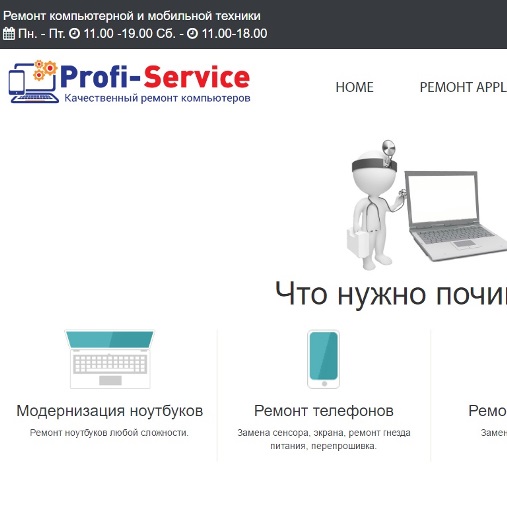 Ремонт компьютерной и мобильной техники
Пн. - Пт. 11.00 -19.00 Сб. - 11.00-18.00
Profi-Service
Качественный ремонт компьютеров
HOME
РЕМОНТ APPL
Что нужно почи
Модернизация ноутбуков
Ремонт ноутбуков любой сложности.
Ремонт телефонов
Замена сенсора, экрана, ремонт гнезда
питания, перепрошивка.
Ремо
Замен